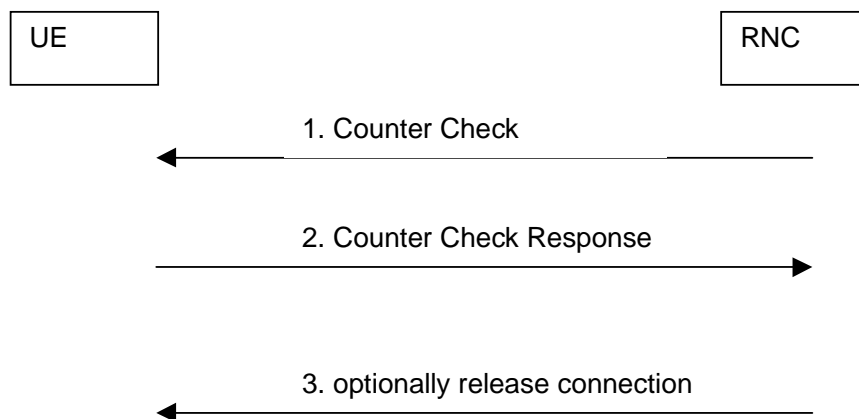 UE
RNC
1. Counter Check
2. Counter Check Response
3. optionally release connection